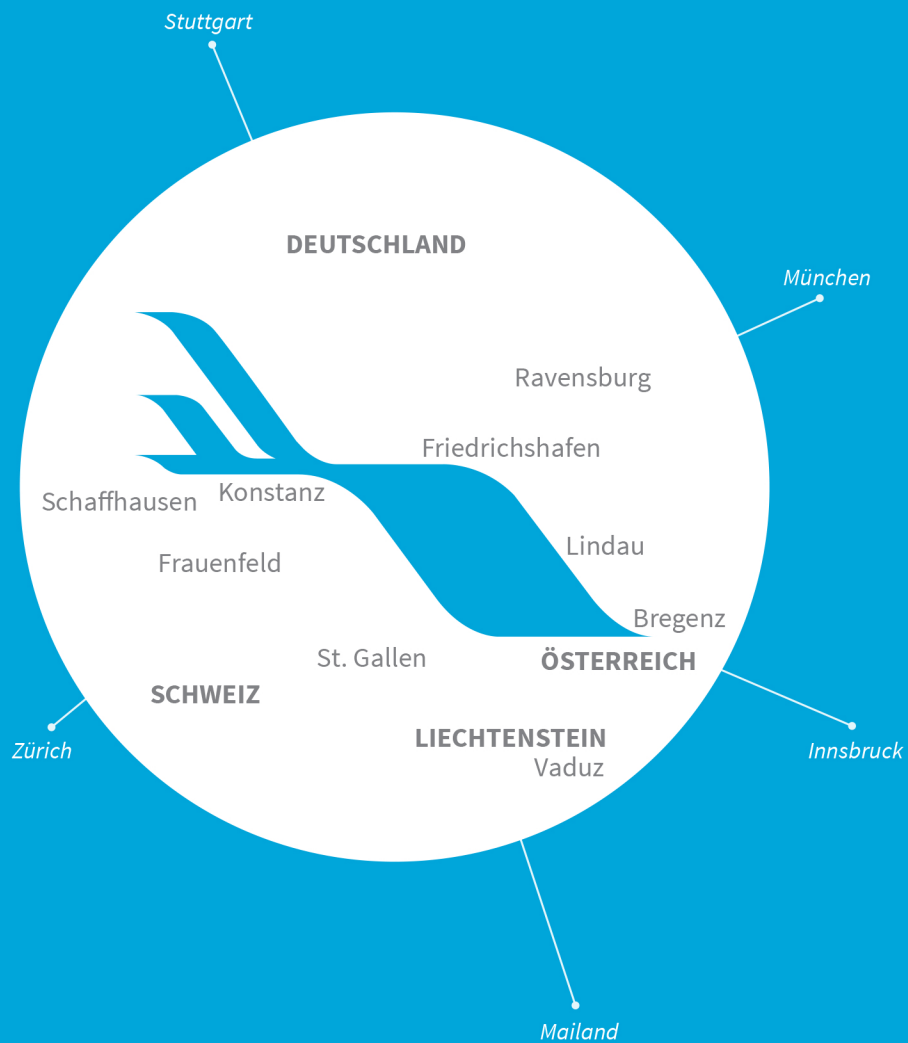 Stuttgart
DEUTSCHLAND
München
Ravensburg
Friedrichshafen
Konstanz
Schaffhausen
Lindau
Frauenfeld
Bregenz
St. Gallen
ÖSTERREICH
SCHWEIZ
LIECHTENSTEIN
Vaduz
Zürich
Innsbruck
Mailand